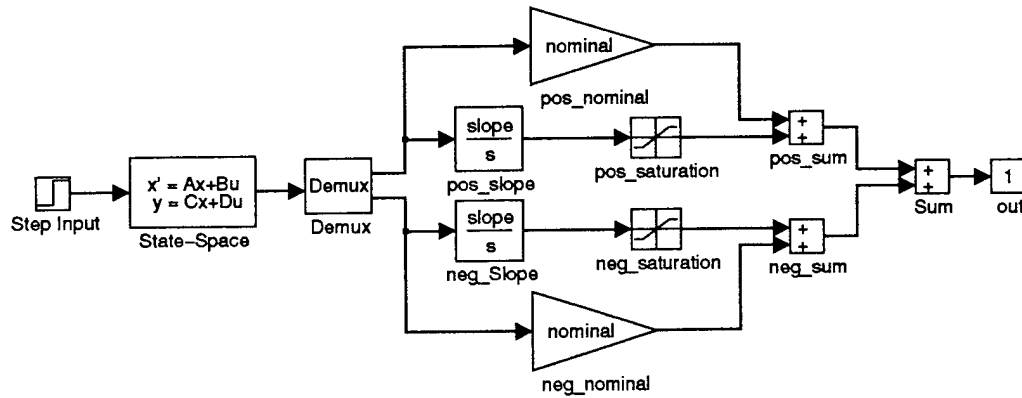 nominal
pos_nominal
slope
s
pos_slope
pos_saturation
+
+
pos_sum
Step Input
x' = Ax+Bu
y = Cx+Du
State-Space
Demux
Demux
+
+
Sum
1
out
slope
s
neg_Slope
neg_saturation
+
+
neg_sum
nominal
neg_nominal